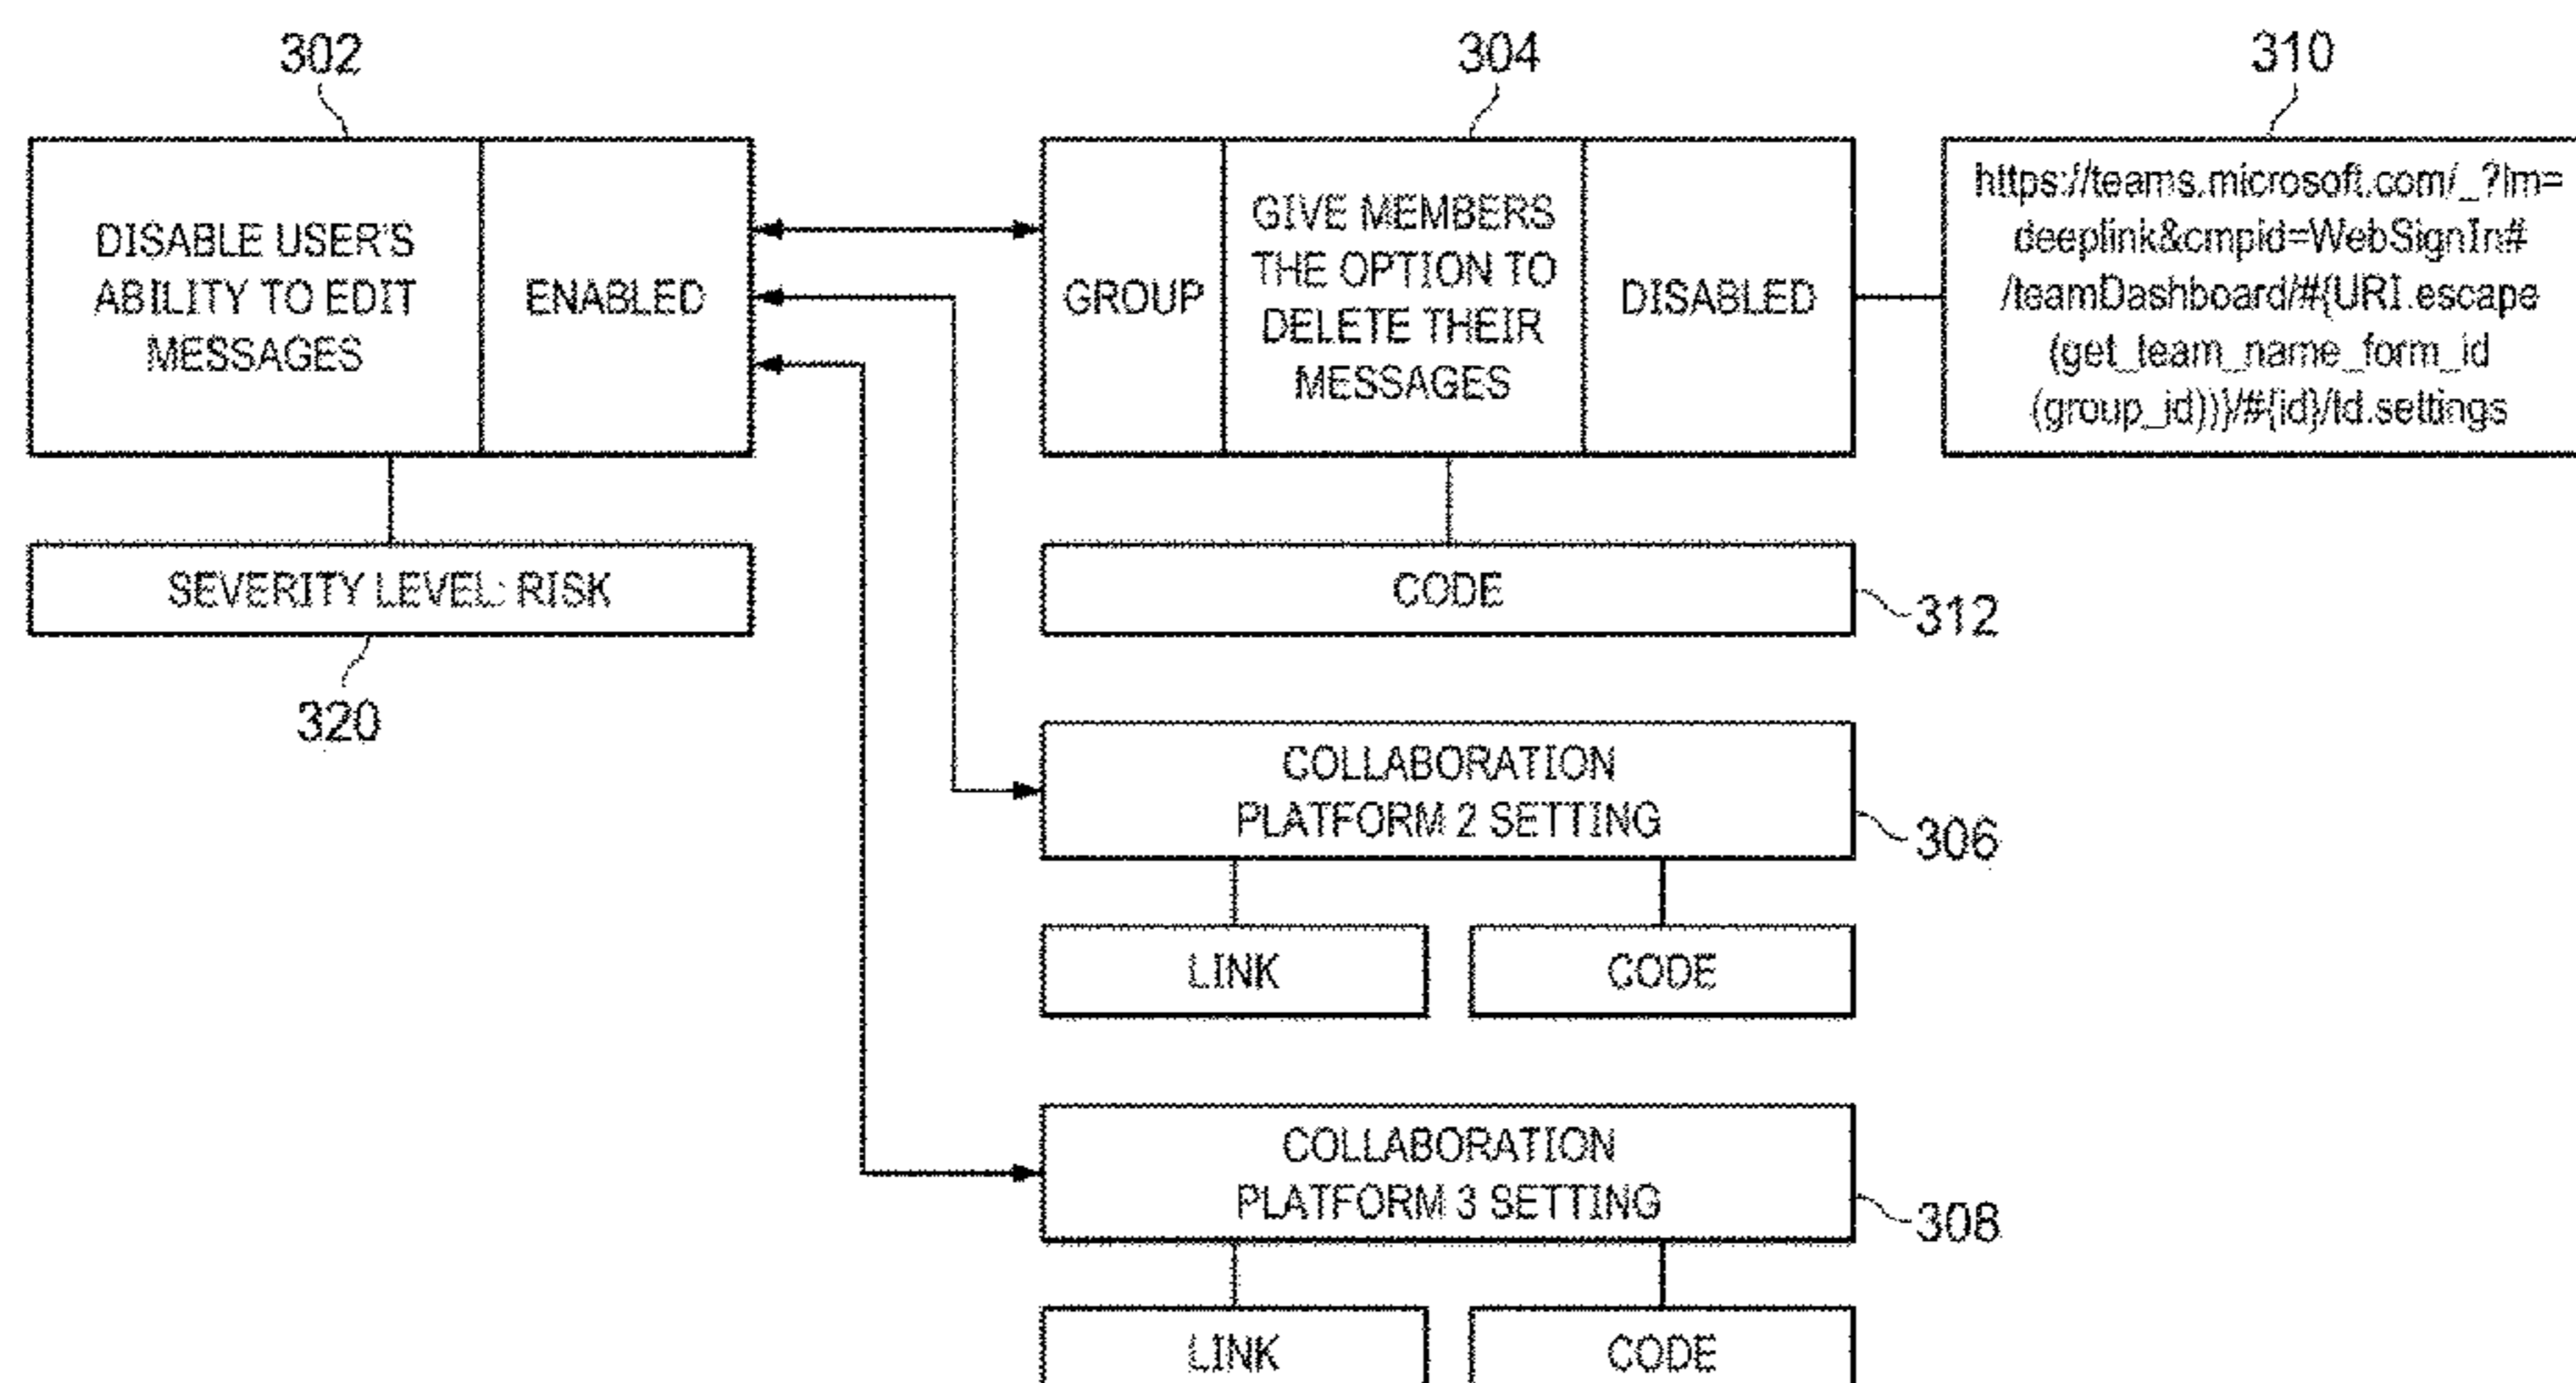 302
304
310
DISABLE USER'S
ABILITY TO EDIT
MESSAGES
ENABLED
GROUP
GIVE MEMBERS
THE OPTION TO
DELETE THEIR
MESSAGES
DISABLED
https://teams.microsoft.com/_?lm=
deeplink&cmpid=WebSignIn#
/teamDashboard/#{URI.escape
(get_team_name_form_id
(group_id))}/#{id}/td.settings
SEVERITY LEVEL: RISK
320
CODE
312
COLLABORATION
PLATFORM 2 SETTING
306
LINK
CODE
COLLABORATION
PLATFORM 3 SETTING
308
LINK
CODE